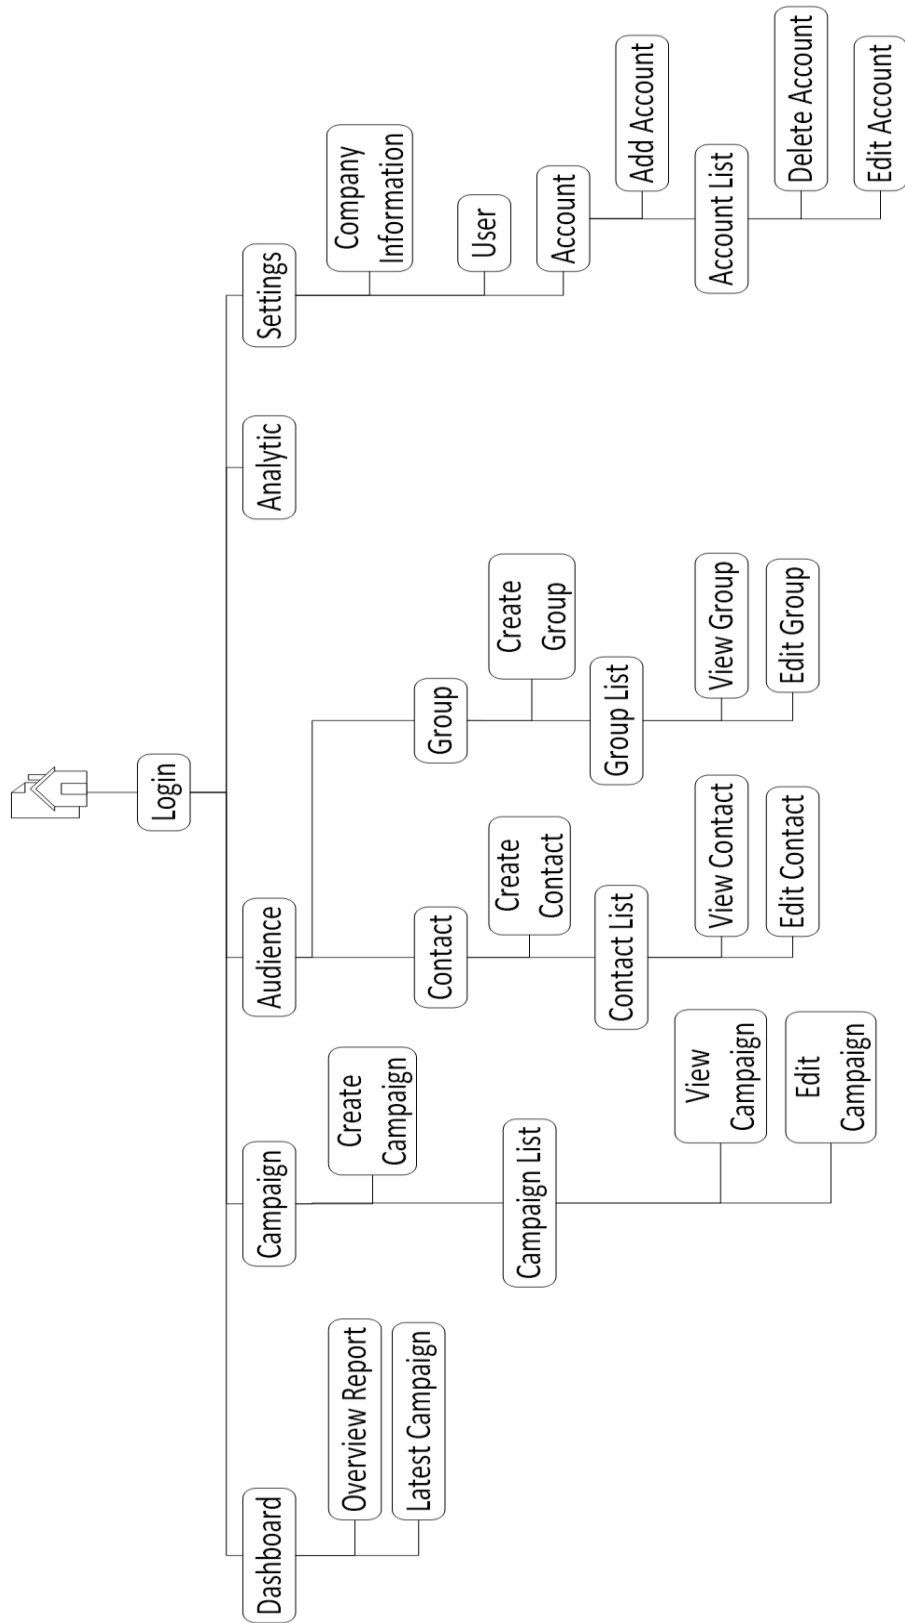 Login
Dashboard
Overview Report
Latest Campaign
Campaign
Create
Campaign
Campaign List
View
Campaign
Edit
Campaign
Audience
Contact
Create
Contact
Contact List
View Contact
Edit Contact
Group
Create
Group
Group List
View Group
Edit Group
Analytic
Settings
Company
Information
User
Account
Add Account
Account List
Delete Account
Edit Account